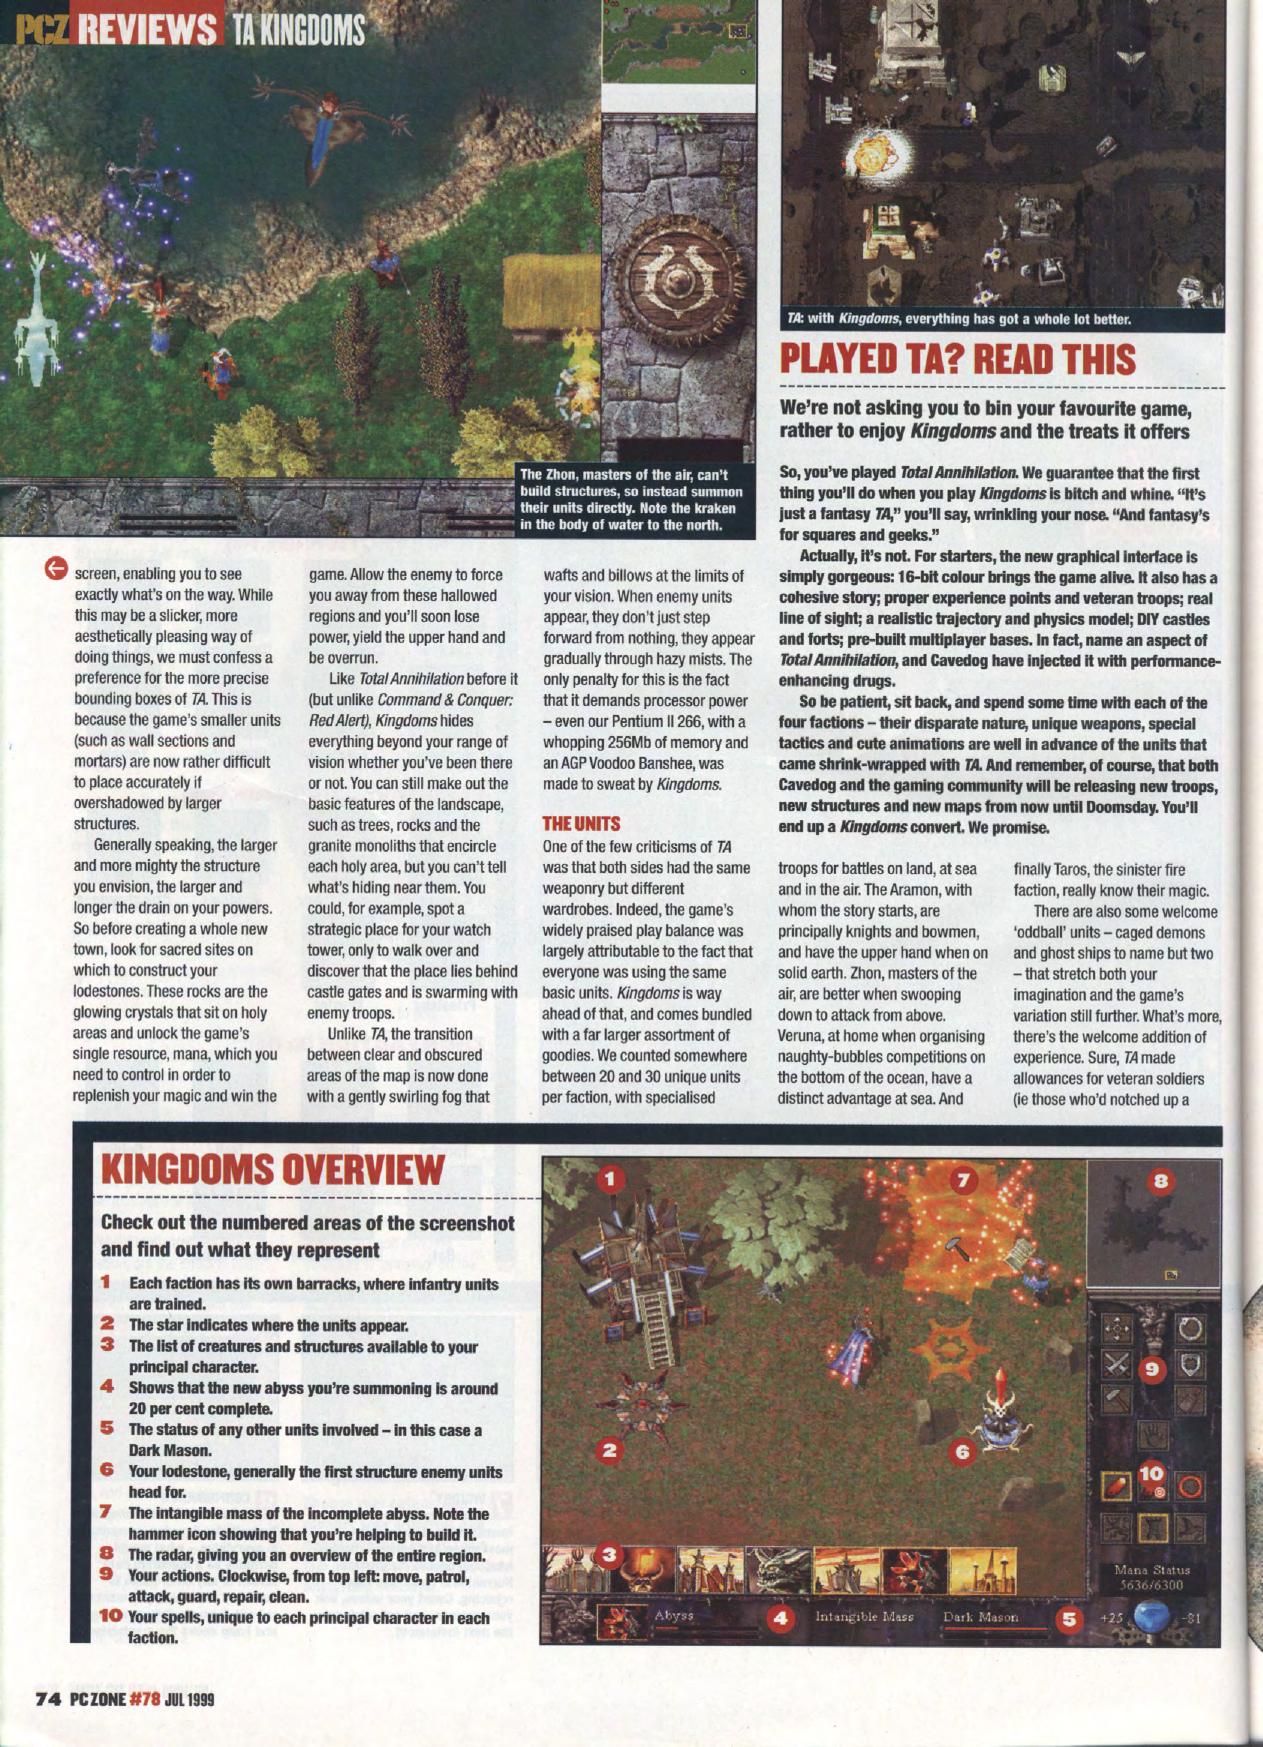 PCZ REVIEWS TA KINGDOMS
The Zhon, masters of the air, can't
build structures, so instead summon
their units directly. Note the kraken
in the body of water to the north.
TA: with Kingdoms, everything has got a whole lot better.
PLAYED TA? READ THIS
We're not asking you to bin your favourite game,
rather to enjoy Kingdoms and the treats it offers
So, you've played Total Annihilation. We guarantee that the first
thing you'll do when you play Kingdoms is bitch and whine. "It's
just a fantasy TA," you'll say, wrinkling your nose. "And fantasy's
for squares and geeks."
Actually, it's not. For starters, the new graphical interface is
simply gorgeous: 16-bit colour brings the game alive. It also has a
cohesive story; proper experience points and veteran troops; real
line of sight; a realistic trajectory and physics model; DIY castles
and forts; pre-built multiplayer bases. In fact, name an aspect of
Total Annihilation, and Cavedog have injected it with performance-
enhancing drugs.
So be patient, sit back, and spend some time with each of the
four factions – their disparate nature, unique weapons, special
tactics and cute animations are well in advance of the units that
came shrink-wrapped with TA. And remember, of course, that both
Cavedog and the gaming community will be releasing new troops,
new structures and new maps from now until Doomsday. You'll
end up a Kingdoms convert. We promise.
screen, enabling you to see
exactly what's on the way. While
this may be a slicker, more
aesthetically pleasing way of
doing things, we must confess a
preference for the more precise
bounding boxes of TA. This is
because the game's smaller units
(such as wall sections and
mortars) are now rather difficult
to place accurately if
overshadowed by larger
structures.
Generally speaking, the larger
and more mighty the structure
you envision, the larger and
longer the drain on your powers.
So before creating a whole new
town, look for sacred sites on
which to construct your
lodestones. These rocks are the
glowing crystals that sit on holy
areas and unlock the game's
single resource, mana, which you
need to control in order to
replenish your magic and win the
game. Allow the enemy to force
you away from these hallowed
regions and you'll soon lose
power, yield the upper hand and
be overrun.
Like Total Annihilation before it
(but unlike Command & Conquer:
Red Alert), Kingdoms hides
everything beyond your range of
vision whether you've been there
or not. You can still make out the
basic features of the landscape,
such as trees, rocks and the
granite monoliths that encircle
each holy area, but you can't tell
what's hiding near them. You
could, for example, spot a
strategic place for your watch
tower, only to walk over and
discover that the place lies behind
castle gates and is swarming with
enemy troops.
Unlike TA, the transition
between clear and obscured
areas of the map is now done
with a gently swirling fog that
wafts and billows at the limits of
your vision. When enemy units
appear, they don't just step
forward from nothing, they appear
gradually through hazy mists. The
only penalty for this is the fact
that it demands processor power
– even our Pentium II 266, with a
whopping 256Mb of memory and
an AGP Voodoo Banshee, was
made to sweat by Kingdoms.
THE UNITS
One of the few criticisms of TA
was that both sides had the same
weaponry but different
wardrobes. Indeed, the game's
widely praised play balance was
largely attributable to the fact that
everyone was using the same
basic units. Kingdoms is way
ahead of that, and comes bundled
with a far larger assortment of
goodies. We counted somewhere
between 20 and 30 unique units
per faction, with specialised
troops for battles on land, at sea
and in the air. The Aramon, with
whom the story starts, are
principally knights and bowmen,
and have the upper hand when on
solid earth. Zhon, masters of the
air, are better when swooping
down to attack from above.
Veruna, at home when organising
naughty-bubbles competitions on
the bottom of the ocean, have a
distinct advantage at sea. And
finally Taros, the sinister fire
faction, really know their magic.
There are also some welcome
'oddball' units – caged demons
and ghost ships to name but two
– that stretch both your
imagination and the game's
variation still further. What's more,
there's the welcome addition of
experience. Sure, TA made
allowances for veteran soldiers
(ie those who'd notched up a
KINGDOMS OVERVIEW
Check out the numbered areas of the screenshot
and find out what they represent
1 Each faction has its own barracks, where infantry units
are trained.
2 The star indicates where the units appear.
3 The list of creatures and structures available to your
principal character.
4 Shows that the new abyss you're summoning is around
20 per cent complete.
5 The status of any other units involved – in this case a
Dark Mason.
6 Your lodestone, generally the first structure enemy units
head for.
7 The intangible mass of the incomplete abyss. Note the
hammer icon showing that you're helping to build it.
8 The radar, giving you an overview of the entire region.
9 Your actions. Clockwise, from top left: move, patrol,
attack, guard, repair, clean.
10 Your spells, unique to each principal character in each
faction.
1
7
8
9
2
6
10
3
Mana Status
5636/6300
Abyss
4
Intangible Mass
Dark Mason
5
+25
-81
74 PC ZONE #78 JUL 1999